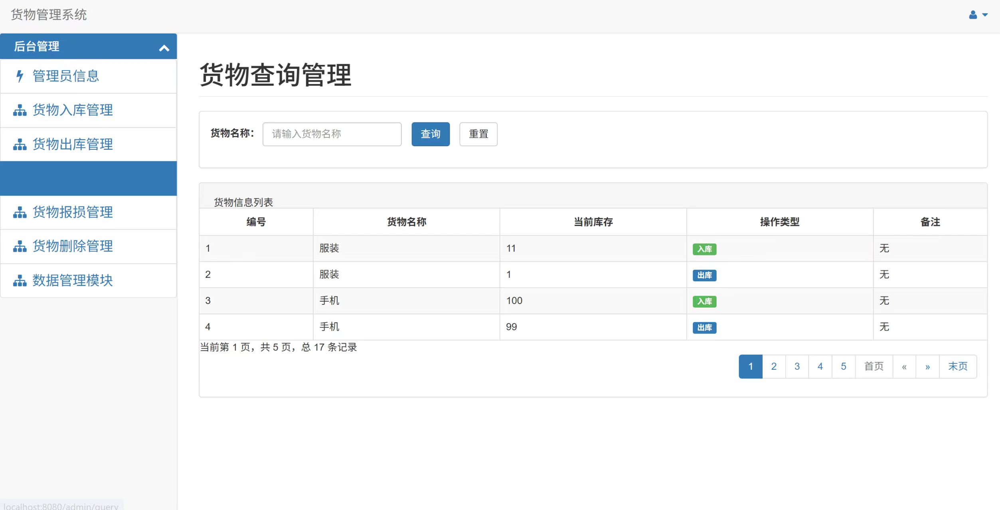 货物管理系统
后台管理
管理员信息
货物入库管理
货物出库管理
货物报损管理
货物删除管理
数据管理模块
货物查询管理
货物名称： 请输入货物名称 查询 重置
货物信息列表
编号 货物名称 当前库存 操作类型 备注
1 服装 11 入库 无
2 服装 1 出库 无
3 手机 100 入库 无
4 手机 99 出库 无
当前第 1 页，共 5 页，总 17 条记录
1 2 3 4 5 首页 « » 末页
localhost:8080/admin/query